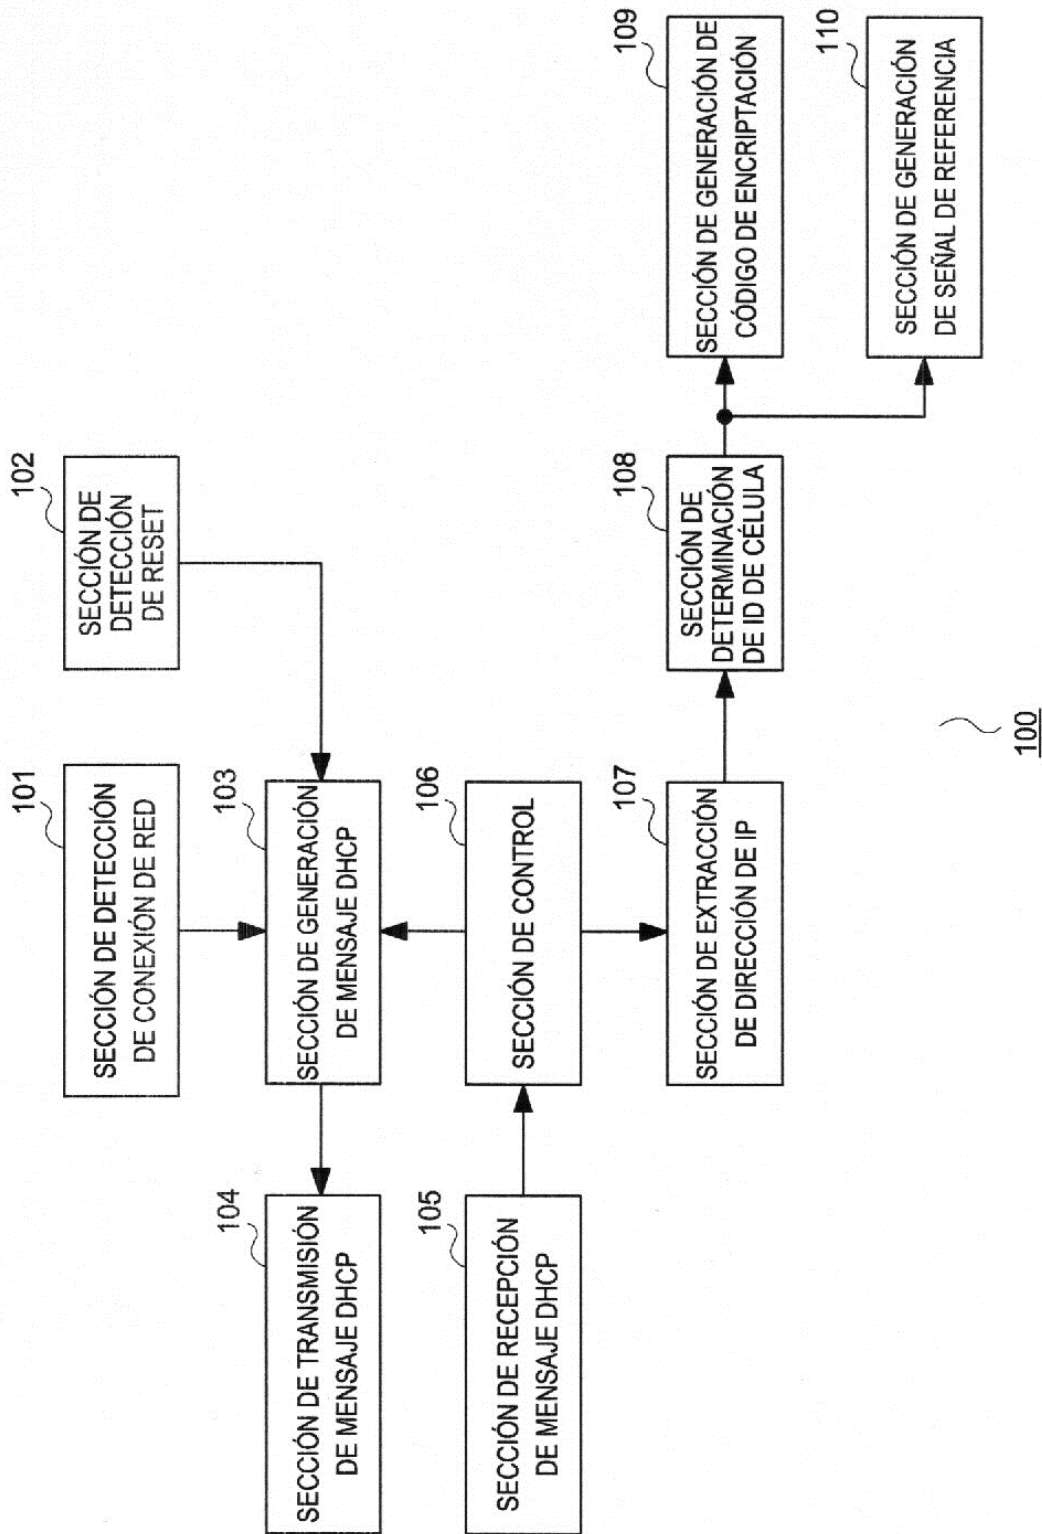 101
SECCIÓN DE DETECCIÓN
DE CONEXIÓN DE RED
102
SECCIÓN DE
DETECCIÓN
DE RESET
104
SECCIÓN DE TRANSMISIÓN
DE MENSAJE DHCP
103
SECCIÓN DE GENERACIÓN
DE MENSAJE DHCP
105
SECCIÓN DE RECEPCIÓN
DE MENSAJE DHCP
106
SECCIÓN DE CONTROL
107
SECCIÓN DE EXTRACCIÓN
DE DIRECCIÓN DE IP
108
SECCIÓN DE
DETERMINACIÓN
DE ID DE CÉLULA
109
SECCIÓN DE GENERACIÓN DE
CÓDIGO DE ENCRIPTACIÓN
110
SECCIÓN DE GENERACIÓN
DE SEÑAL DE REFERENCIA
100